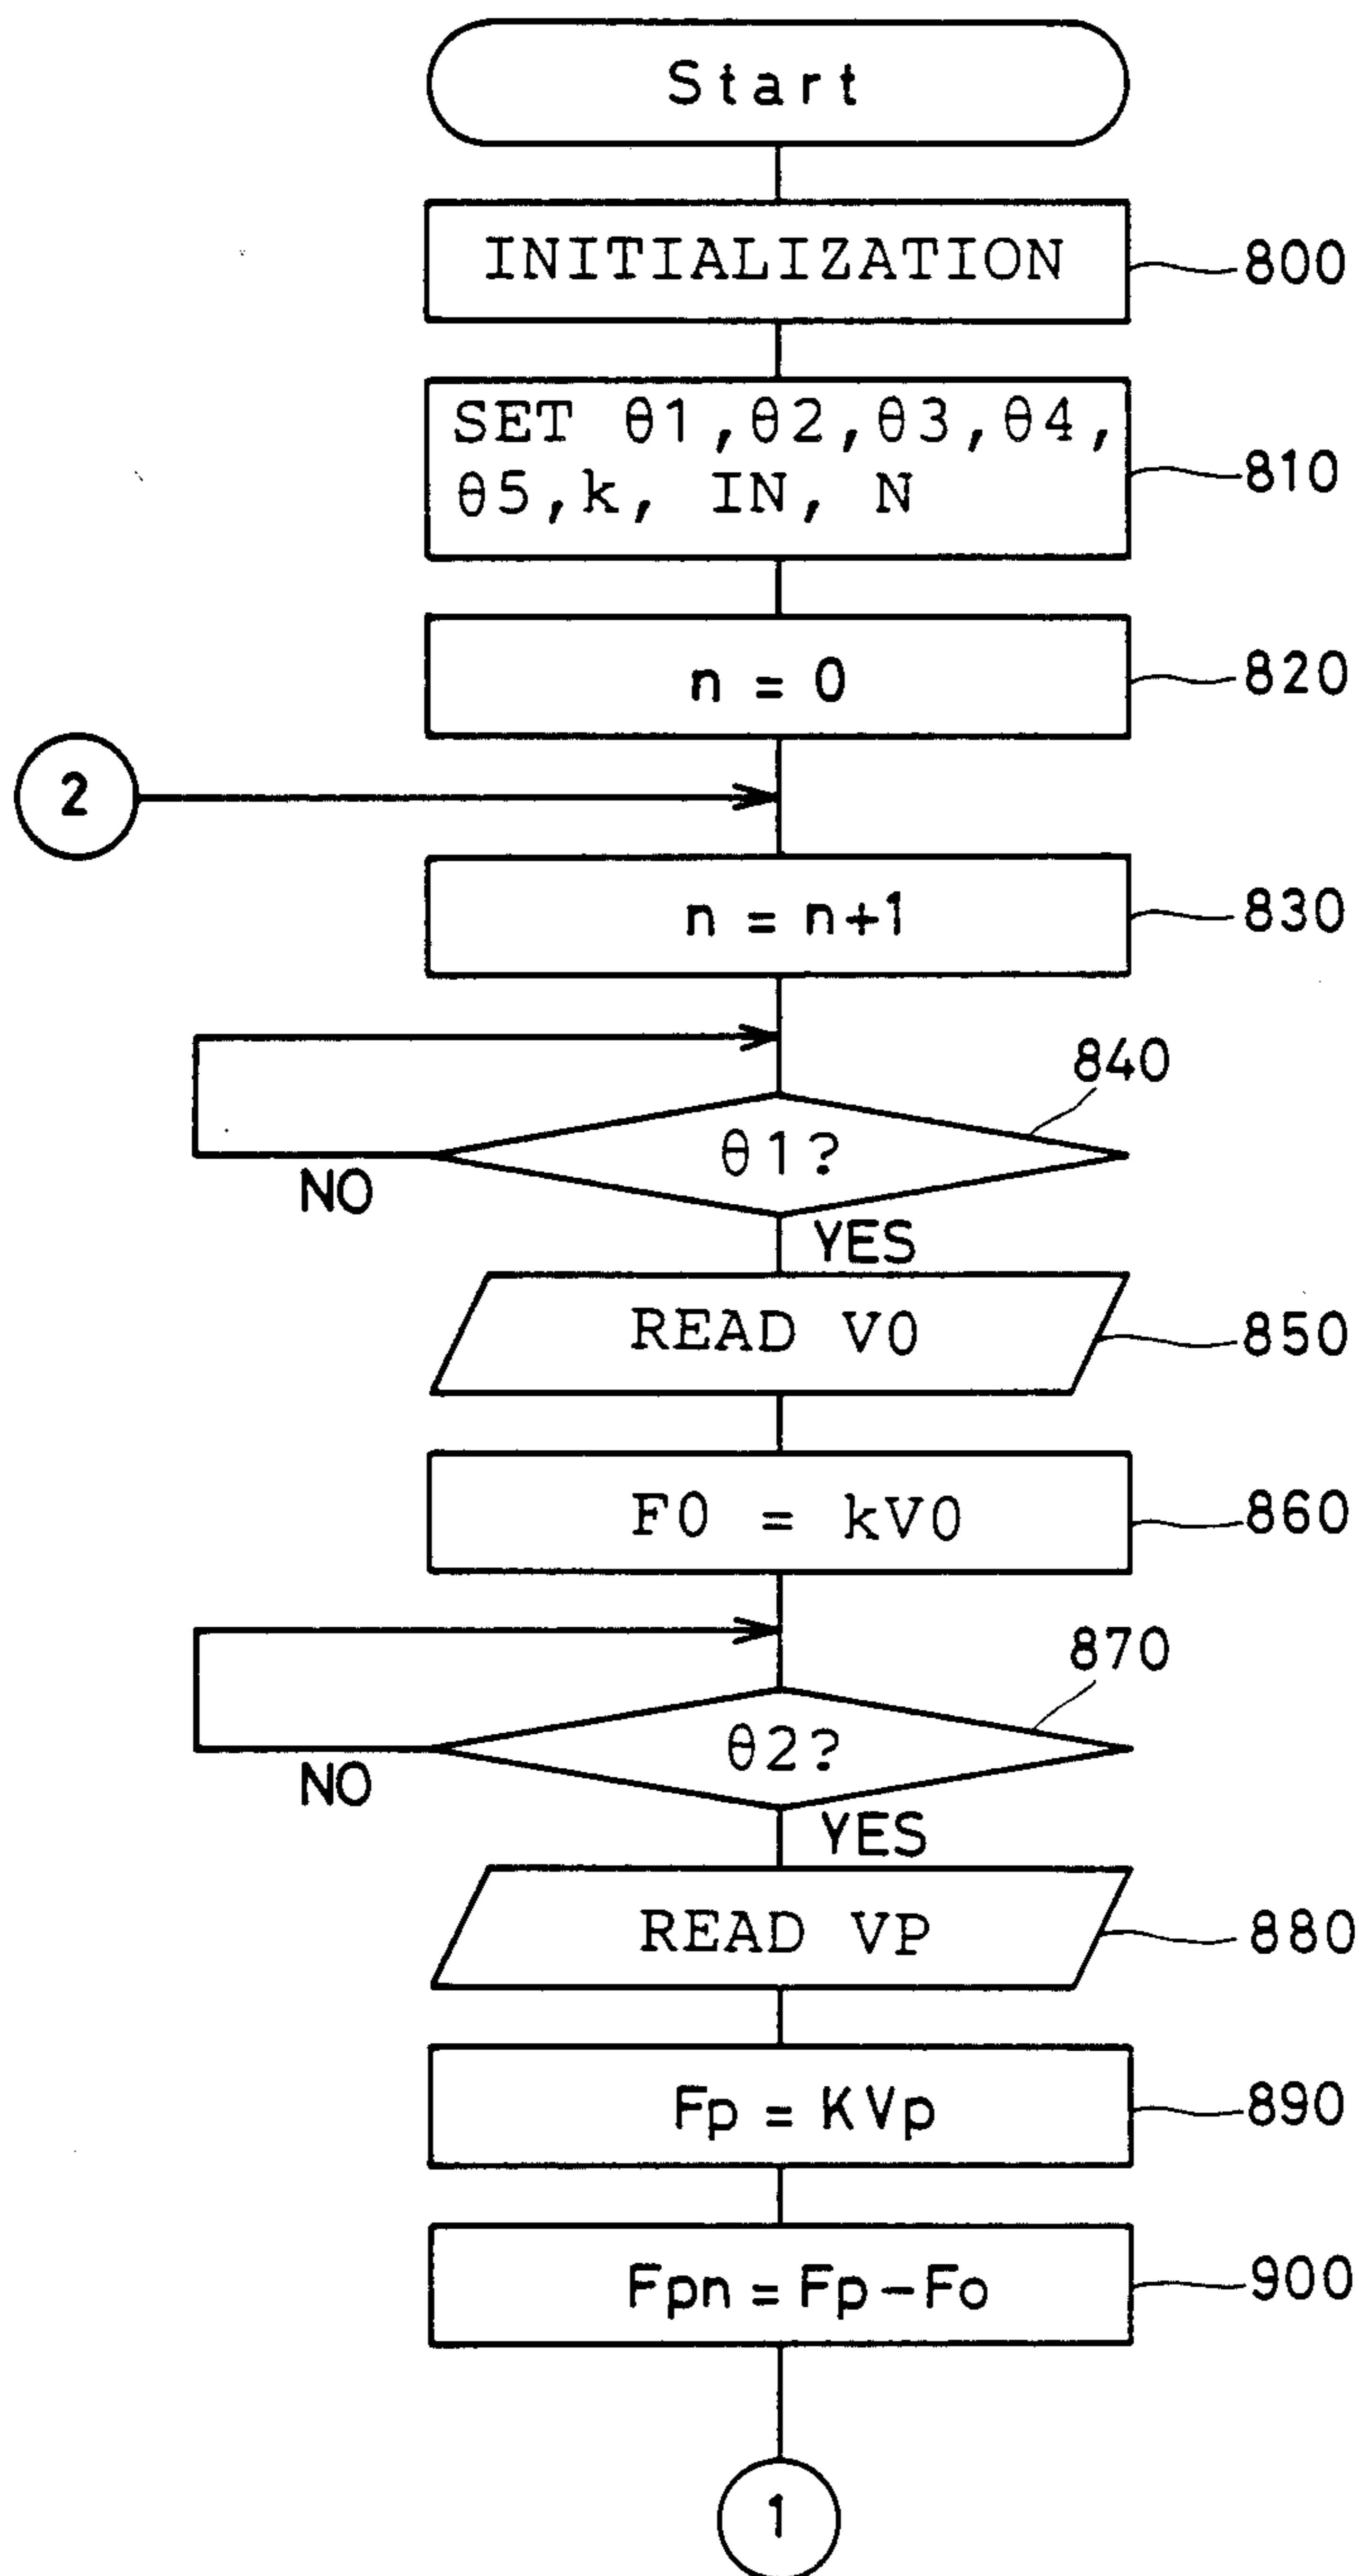 Start
INITIALIZATION
800
SET θ1,θ2,θ3,θ4,
θ5,k, IN, N
810
n = 0
820
2
n = n+1
830
840
θ1?
NO
YES
READ V0
850
F0 = kV0
860
870
θ2?
NO
YES
READ VP
880
Fp = KVp
890
Fpn = Fp-Fo
900
1